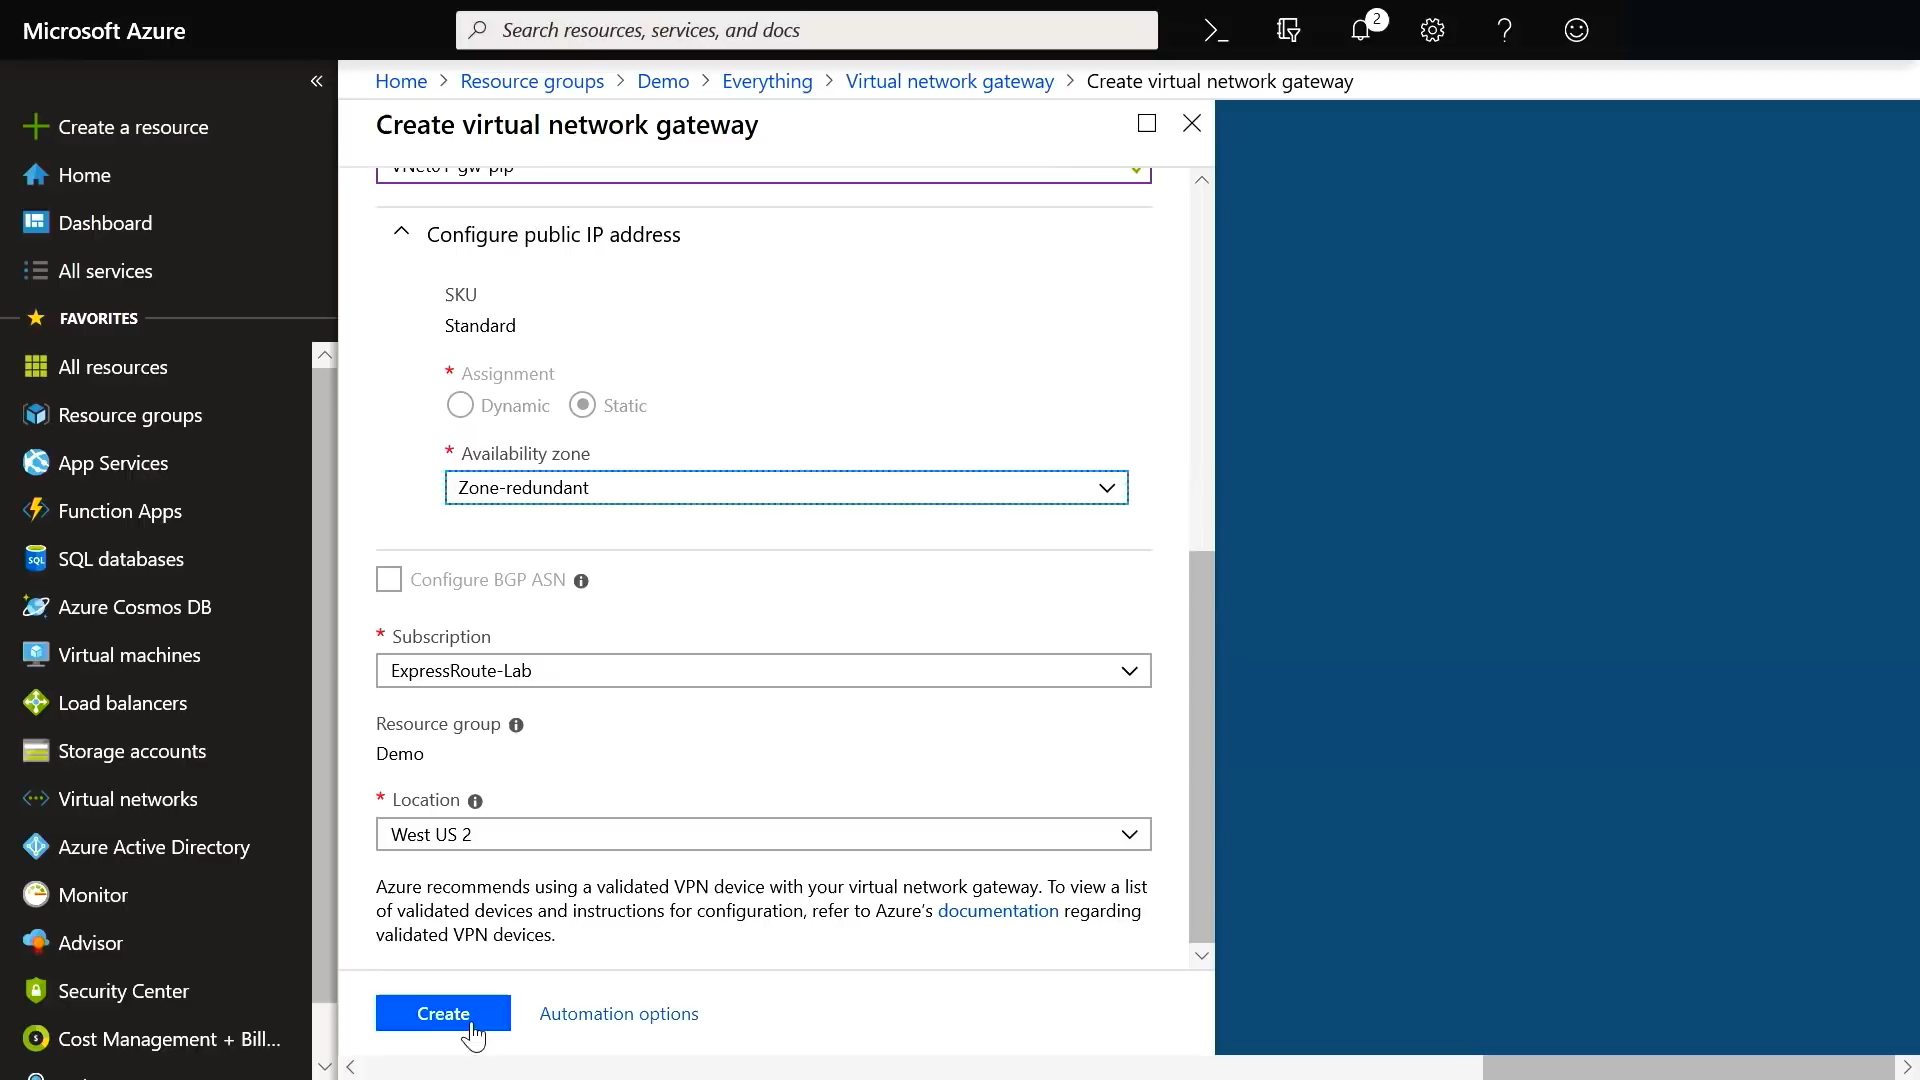 Microsoft Azure
Search resources, services, and docs
2
Home > Resource groups > Demo > Everything > Virtual network gateway > Create virtual network gateway
Create a resource
Home
Dashboard
All services
FAVORITES
All resources
Resource groups
App Services
Function Apps
SQL databases
Azure Cosmos DB
Virtual machines
Load balancers
Storage accounts
Virtual networks
Azure Active Directory
Monitor
Advisor
Security Center
Cost Management + Bill...
Create virtual network gateway
Configure public IP address
SKU
Standard
* Assignment
Dynamic Static
* Availability zone
Zone-redundant
Configure BGP ASN
* Subscription
ExpressRoute-Lab
Resource group
Demo
* Location
West US 2
Azure recommends using a validated VPN device with your virtual network gateway. To view a list
of validated devices and instructions for configuration, refer to Azure's documentation regarding
validated VPN devices.
Create Automation options